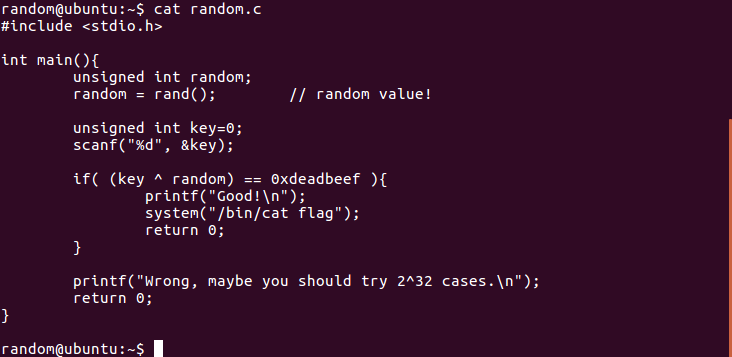 random@ubuntu:~$ cat random.c
#include <stdio.h>

int main(){
        unsigned int random;
        random = rand();        // random value!

        unsigned int key=0;
        scanf("%d", &key);

        if( (key ^ random) == 0xdeadbeef ){
                printf("Good!\n");
                system("/bin/cat flag");
                return 0;
        }

        printf("Wrong, maybe you should try 2^32 cases.\n");
        return 0;
}

random@ubuntu:~$